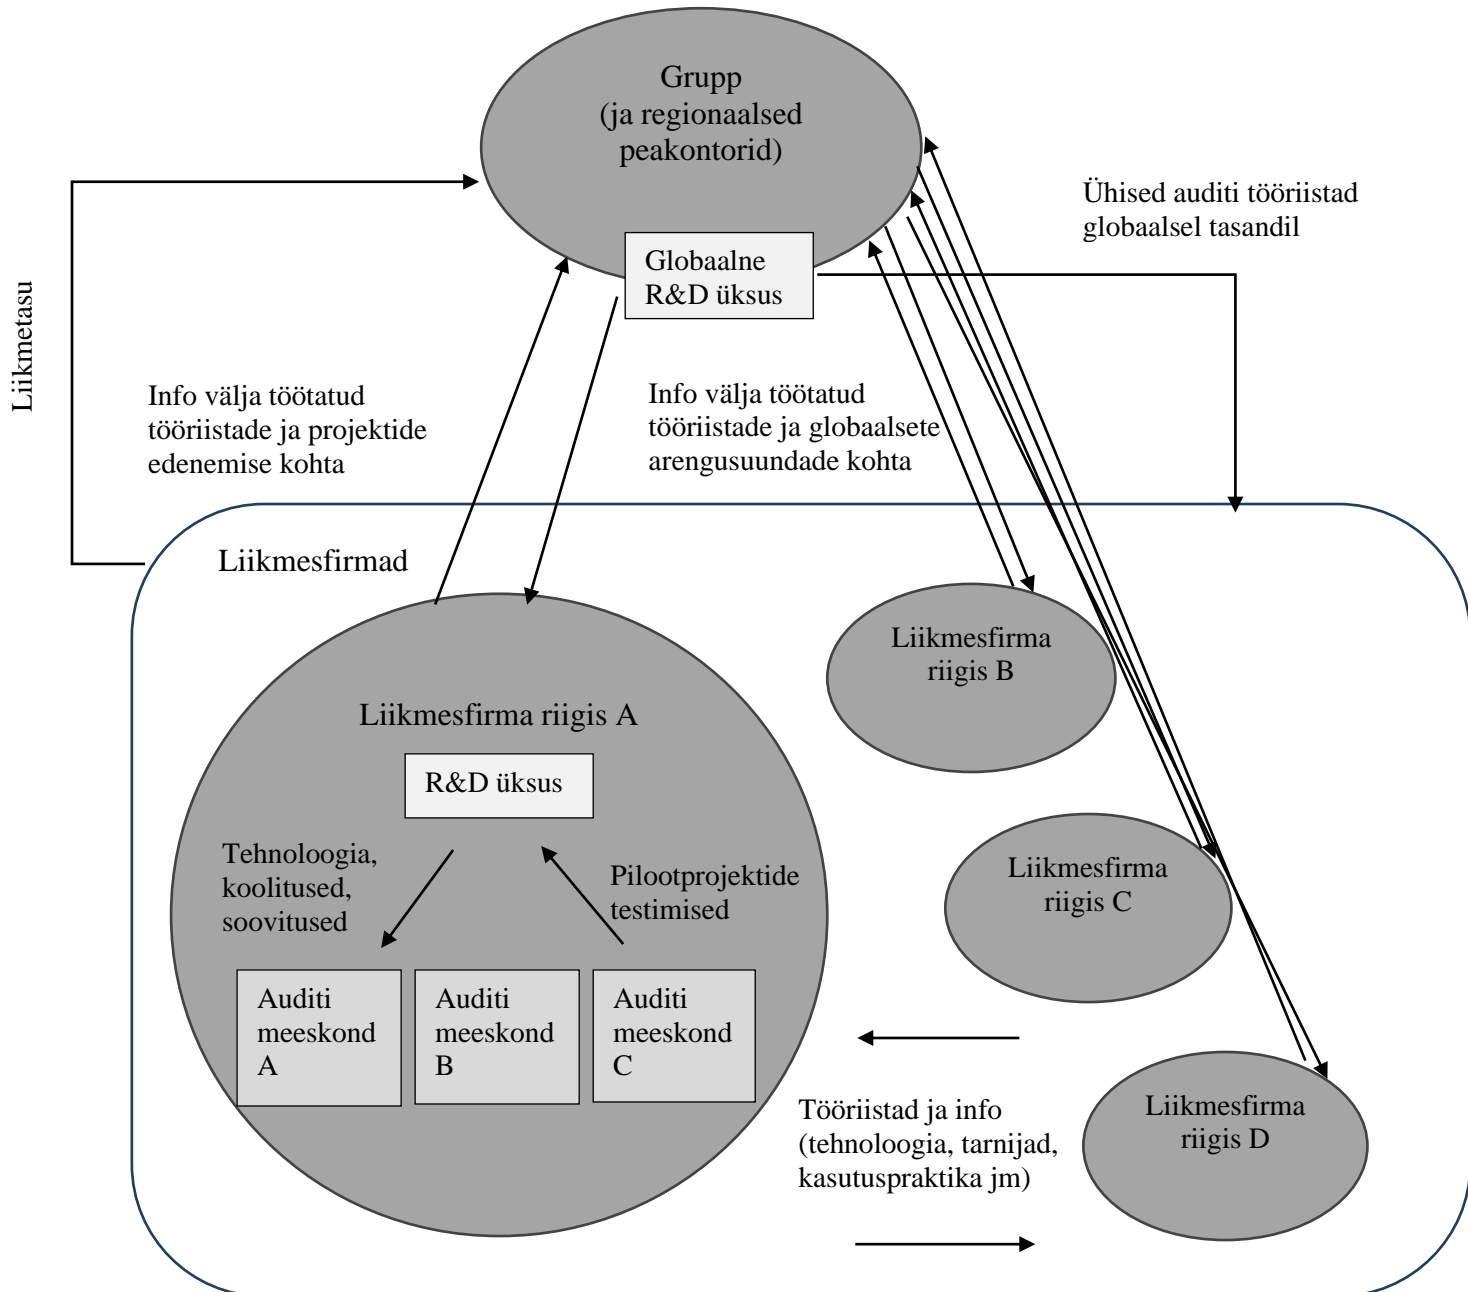 Grupp
(ja regionaalsed
peakontorid)
Globaalne
R&D üksus
Ühised auditi tööriistad
globaalsel tasandil
Liikmetasu
Info välja töötatud
tööriistade ja projektide
edenemise kohta
Info välja töötatud
tööriistade ja globaalsete
arengusuundade kohta
Liikmesfirmad
Liikmesfirma riigis A
R&D üksus
Tehnoloogia,
koolitused,
soovitused
Pilootprojektide
testimised
Auditi
meeskond
A
Auditi
meeskond
B
Auditi
meeskond
C
Liikmesfirma
riigis B
Liikmesfirma
riigis C
Liikmesfirma
riigis D
Tööriistad ja info
(tehnoloogia, tarnijad,
kasutuspraktika jm)